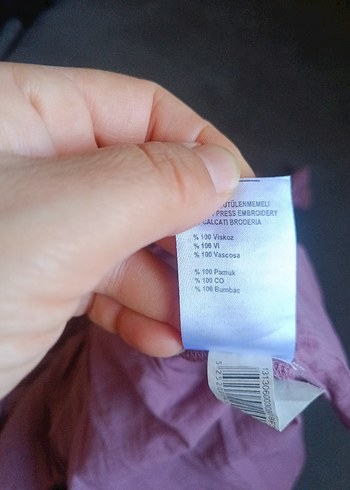 ÜTÜLENMEMELİ
PRESS EMBROIDERY
CALCATI BRODERIA
% 100 Viskoz
% 100 VI
% 100 Vascosa
% 100 Pamuk
% 100 CO
% 100 Bumbac